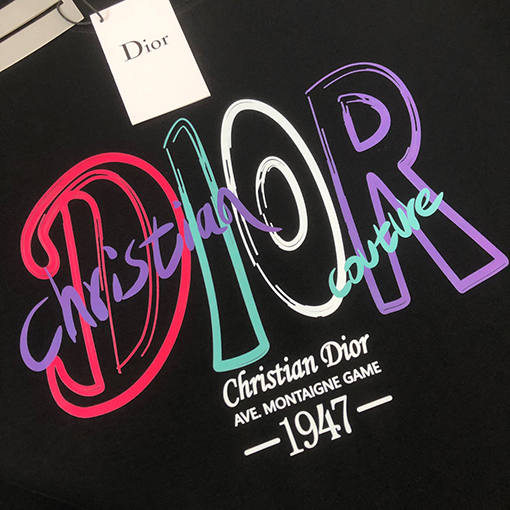 Dior
DIOR
Christian
couture
Christian Dior
AVE. MONTAIGNE GAME
—1947—